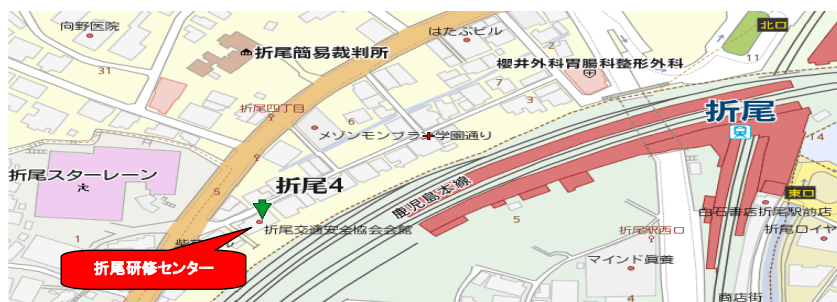 向野医院
はたぶビル
北口
2
11
折尾簡易裁判所
31
櫻井外科胃腸科整形外科
7
3
折尾四丁目
6
折尾
メゾンモンブラン学園通り
14
折尾スターレーン
5
折尾4
鹿児島本線
東口
5
白石書店折尾駅前店
折尾交通安全協会会館
折尾駅西口
折尾ロイヤ
1
折尾研修センター
マインド眞養
4
商店街